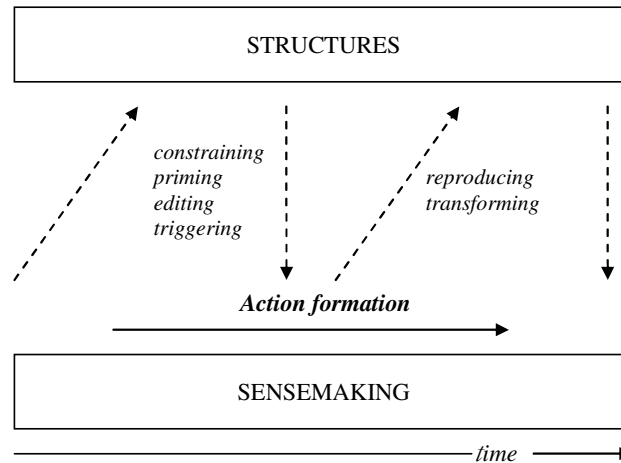 STRUCTURES
constraining
priming
editing
triggering
reproducing
transforming
Action formation
SENSEMAKING
time